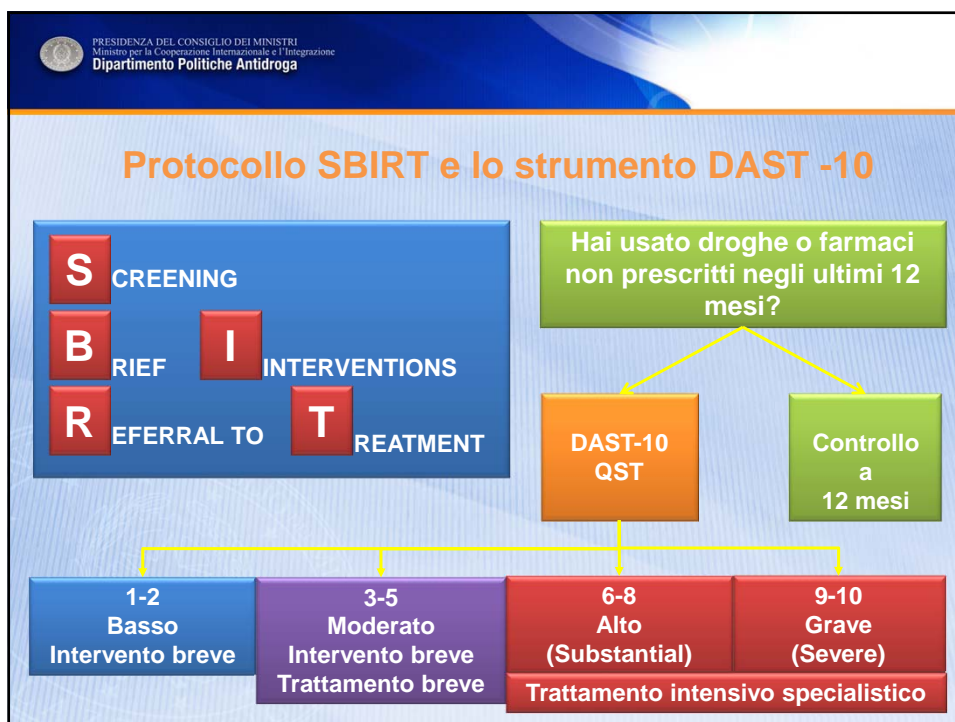 PRESIDENZA DEL CONSIGLIO DEI MINISTRI
Ministro per la Cooperazione Internazionale e l'Integrazione
Dipartimento Politiche Antidroga
Protocollo SBIRT e lo strumento DAST -10
S CREENING
B RIEF I INTERVENTIONS
R EFERRAL TO T REATMENT
Hai usato droghe o farmaci
non prescritti negli ultimi 12
mesi?
DAST-10
QST
Controllo
a
12 mesi
1-2
Basso
Intervento breve
3-5
Moderato
Intervento breve
Trattamento breve
6-8
Alto
(Substantial)
9-10
Grave
(Severe)
Trattamento intensivo specialistico